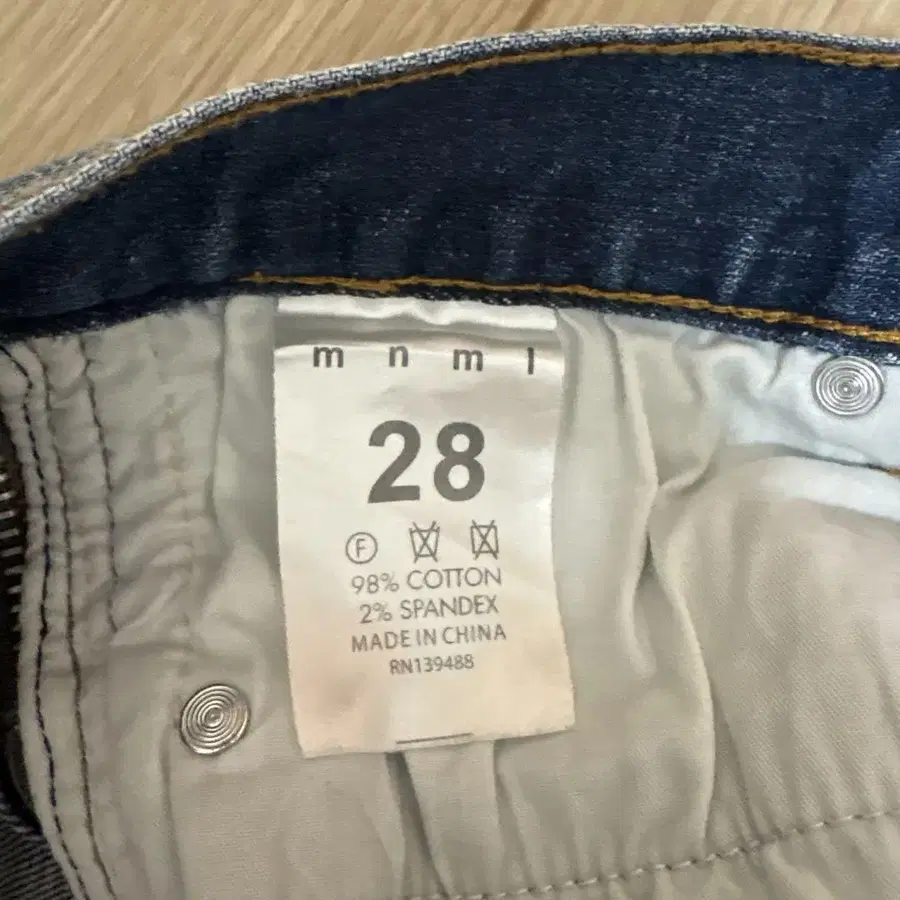 m n m l
28
F
98% COTTON
2% SPANDEX
MADE IN CHINA
RN139488